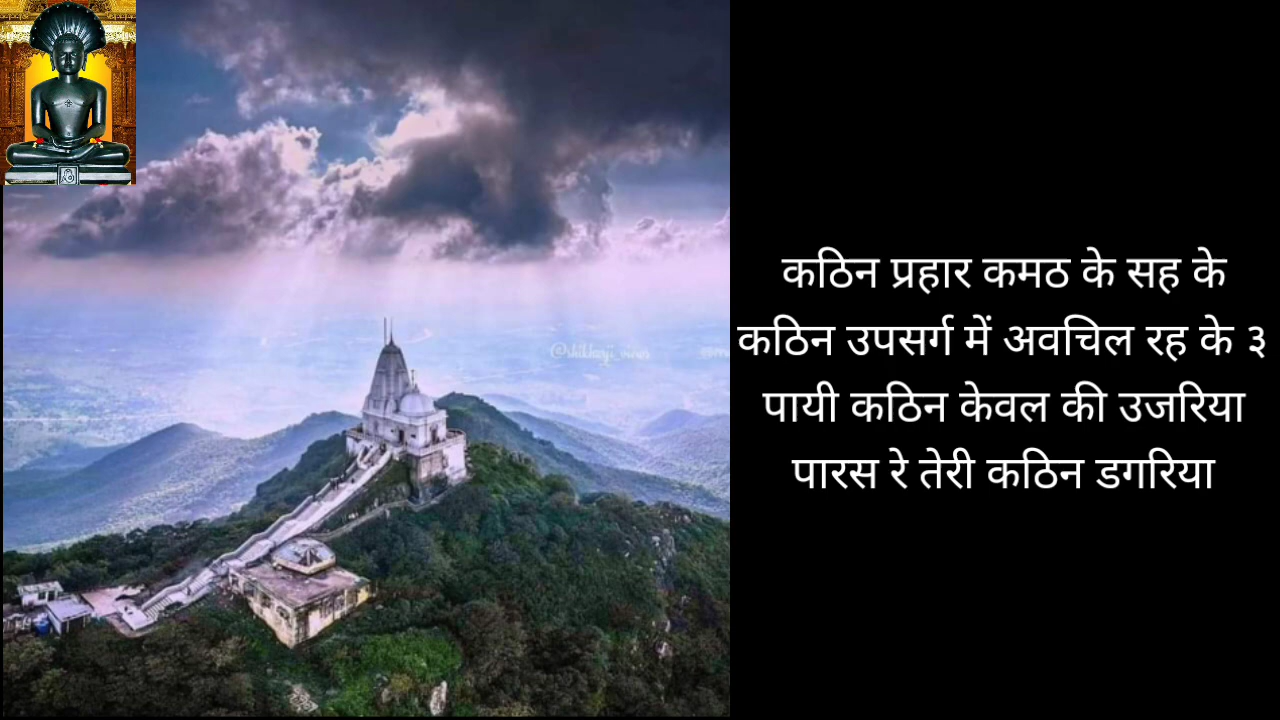 कठिन प्रहार कमठ के सह के
कठिन उपसर्ग में अवचिल रह के ३
पायी कठिन केवल की उजरिया
पारस रे तेरी कठिन डगरिया